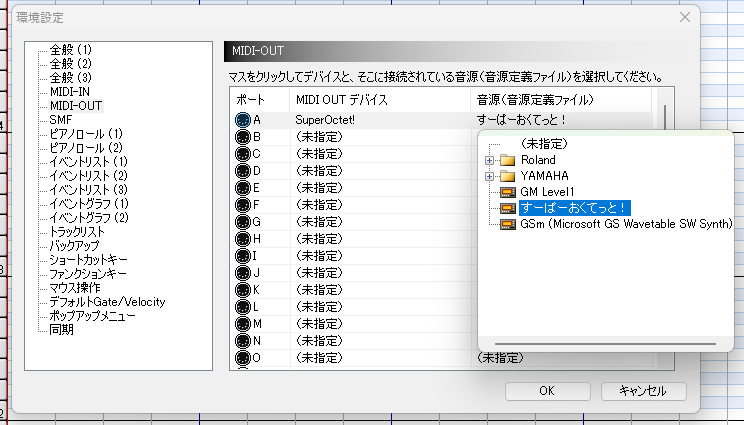 環境設定
全般 (1)
全般 (2)
全般 (3)
MIDI-IN
MIDI-OUT
SMF
ピアノロール (1)
ピアノロール (2)
イベントリスト (1)
イベントリスト (2)
イベントリスト (3)
イベントグラフ (1)
イベントグラフ (2)
トラックリスト
バックアップ
ショートカットキー
ファンクションキー
マウス操作
デフォルトGate/Velocity
ポップアップメニュー
同期
MIDI-OUT
マスをクリックしてデバイスと、そこに接続されている音源(音源定義ファイル)を選択してください。
ポート MIDI OUT デバイス 音源(音源定義ファイル)
A SuperOctet! すーぱーおくてっと!
B (未指定)
C (未指定)
D (未指定)
E (未指定)
F (未指定)
G (未指定)
H (未指定)
I (未指定)
J (未指定)
K (未指定)
L (未指定)
M (未指定)
N (未指定)
O (未指定) (未指定)
(未指定)
Roland
YAMAHA
GM Level1
すーぱーおくてっと!
GSm (Microsoft GS Wavetable SW Synth)
OK
キャンセル
4
3
2